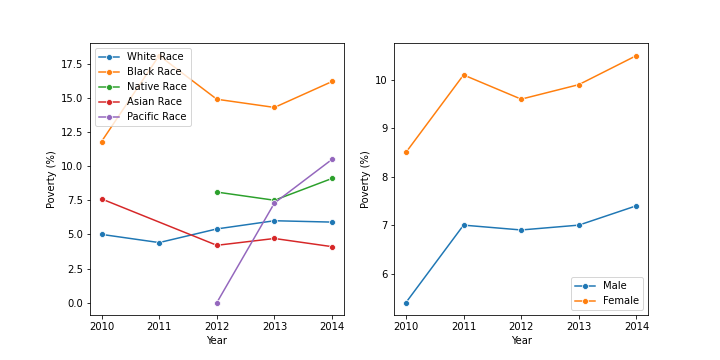 White Race
Black Race
Native Race
Asian Race
Pacific Race
17.5
15.0
12.5
10.0
7.5
5.0
2.5
0.0
Poverty (%)
2010 2011 2012 2013 2014
Year
10
9
8
7
6
Poverty (%)
Male
Female
2010 2011 2012 2013 2014
Year